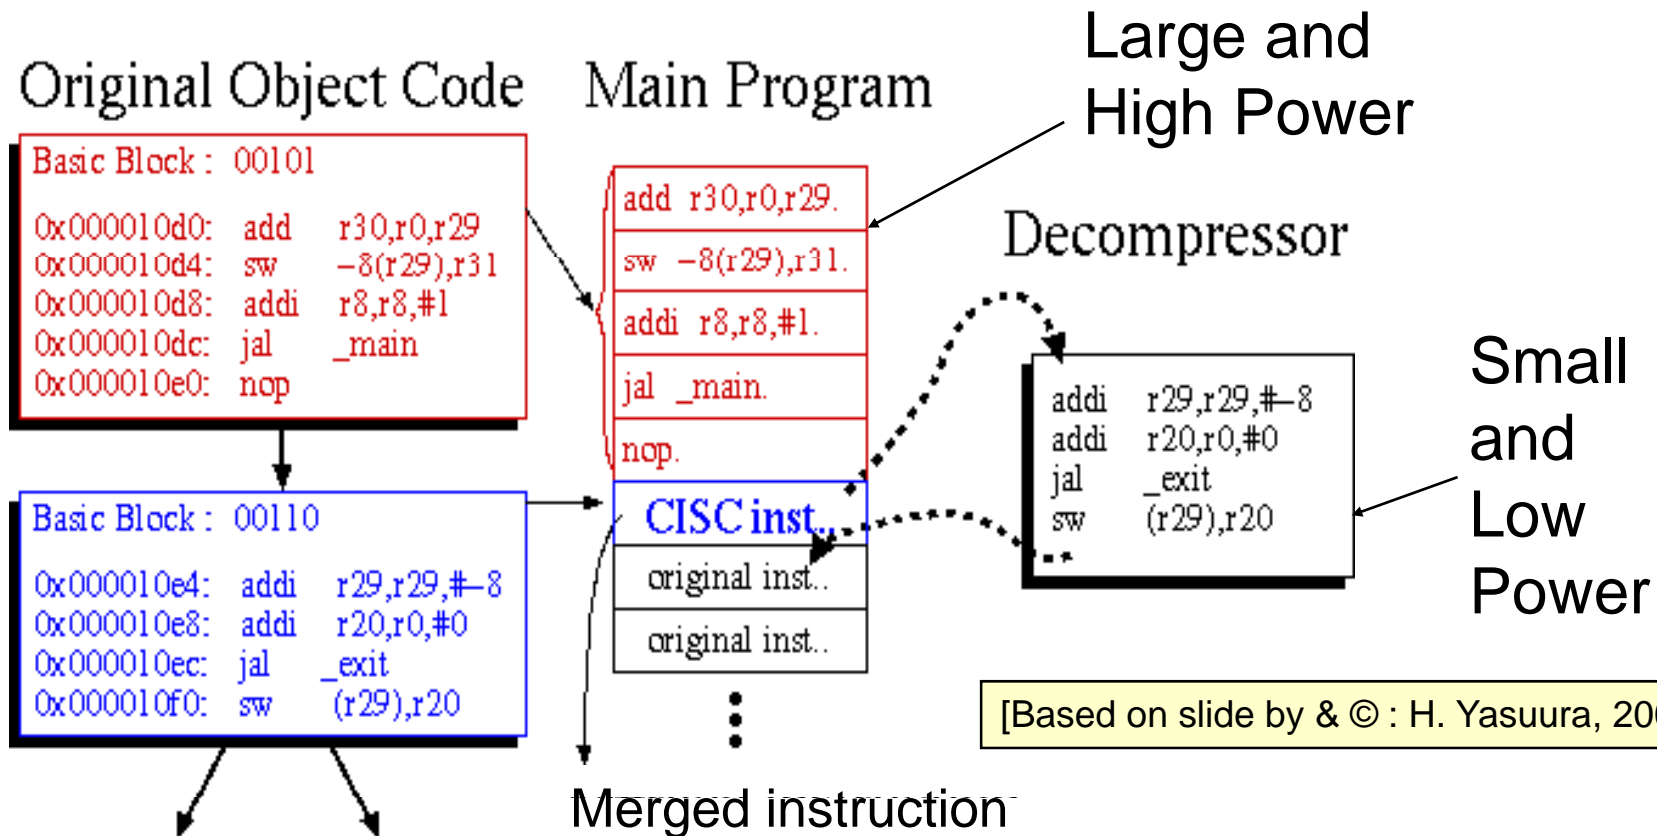 Large and
High Power
Original Object Code
Main Program
Basic Block : 00101
0x000010d0: add r30,r0,r29
0x000010d4: sw -8(r29),r31
0x000010d8: addi r8,r8,#1
0x000010dc: jal _main
0x000010e0: nop
add r30,r0,r29.
sw -8(r29),r31.
addi r8,r8,#1.
jal _main.
nop.
CISC inst..
original inst..
original inst..
Decompressor
addi r29,r29,#-8
addi r20,r0,#0
jal _exit
sw (r29),r20
Small
and
Low
Power
Basic Block : 00110
0x000010e4: addi r29,r29,#-8
0x000010e8: addi r20,r0,#0
0x000010ec: jal _exit
0x000010f0: sw (r29),r20
[Based on slide by & © : H. Yasuura,
Merged instruction